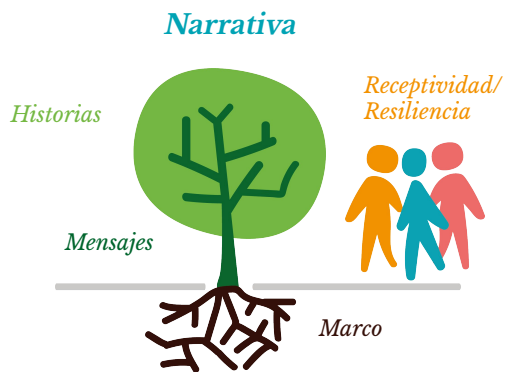 Narrativa
Historias
Receptividad/
Resiliencia
Mensajes
Marco